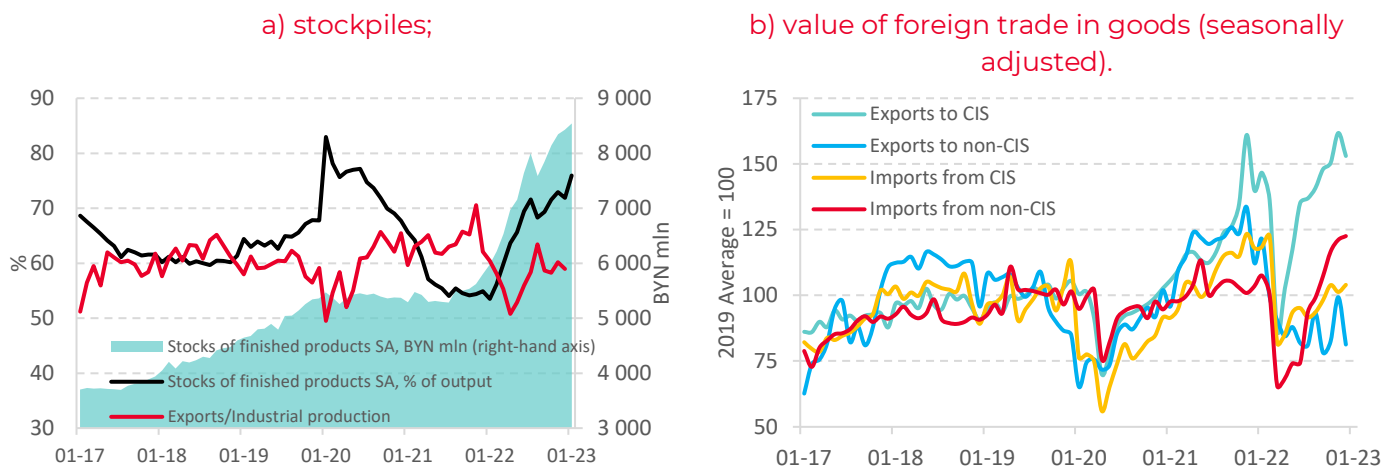 a) stockpiles;
90
80
70
60
50
40
30
%
9 000
8 000
7 000
6 000
5 000
4 000
3 000
BYN mln
Stocks of finished products SA, BYN mln (right-hand axis)
Stocks of finished products SA, % of output
Exports/Industrial production
01-17 01-18 01-19 01-20 01-21 01-22 01-23
b) value of foreign trade in goods (seasonally
adjusted).
175
150
125
100
75
50
2019 Average = 100
Exports to CIS
Exports to non-CIS
Imports from CIS
Imports from non-CIS
01-17 01-18 01-19 01-20 01-21 01-22 01-23